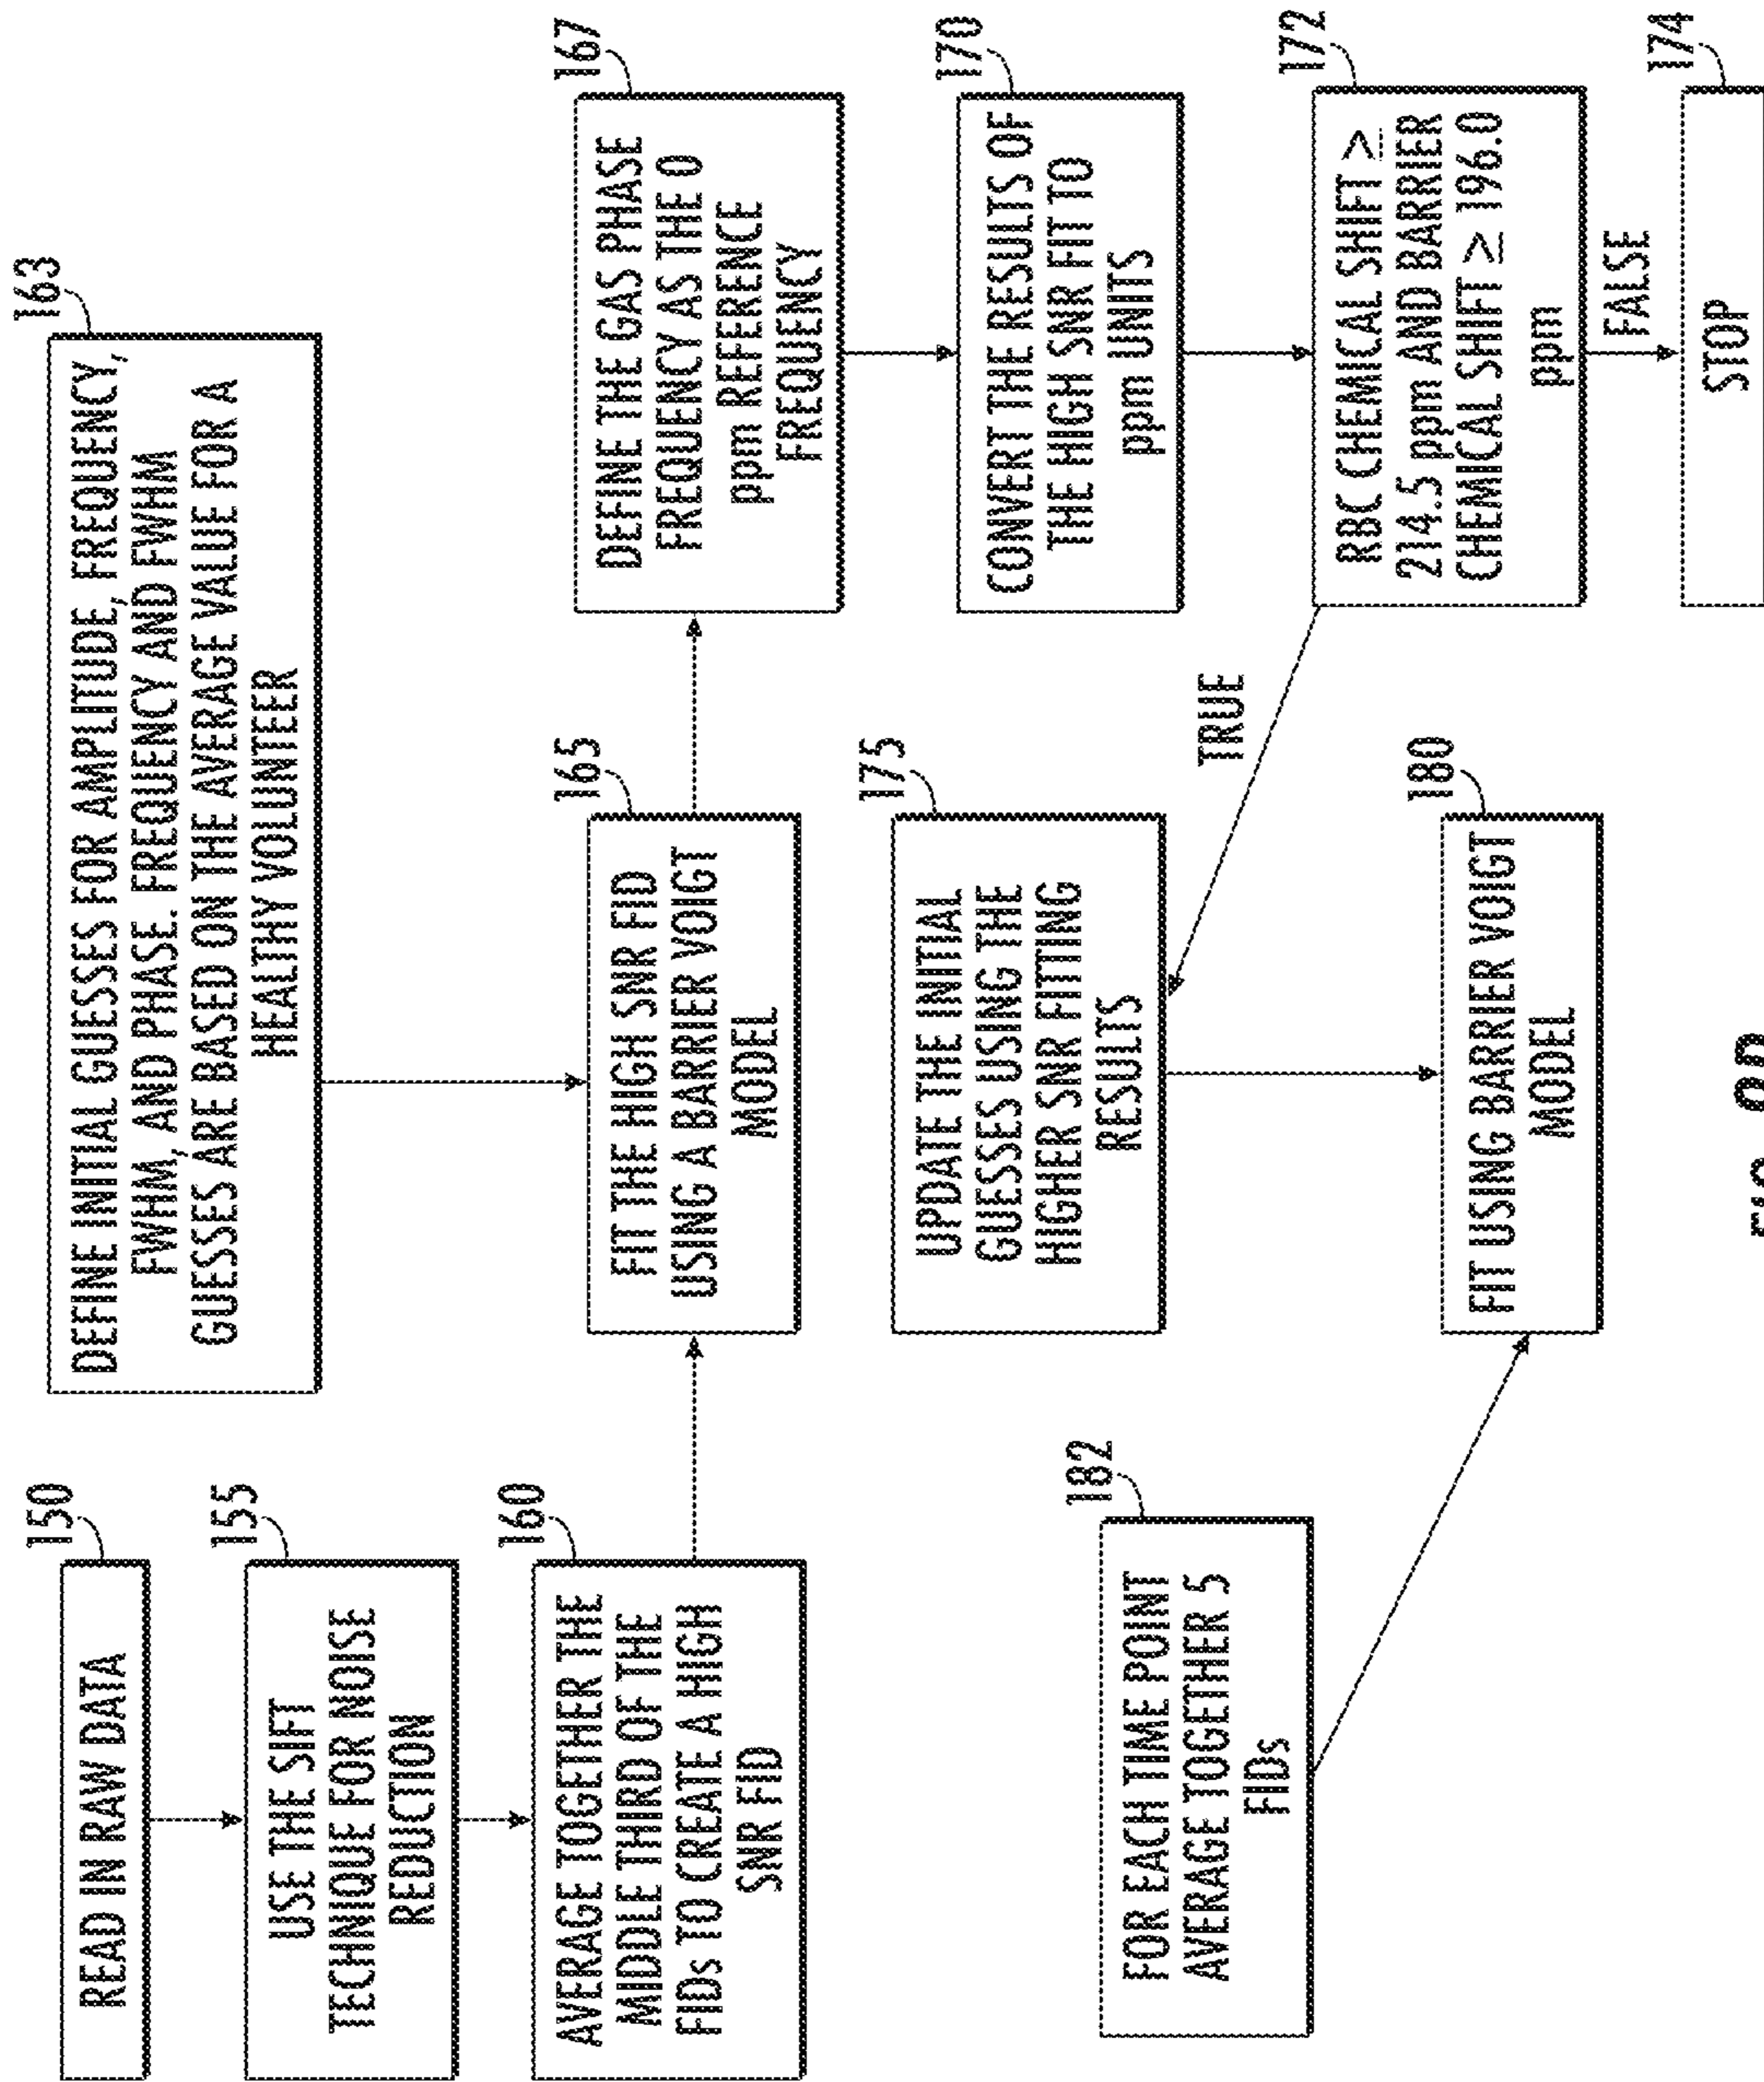 150
READ IN RAW DATA
155
USE THE SIFT
TECHNIQUE FOR NOISE
REDUCTION
160
AVERAGE TOGETHER THE
MIDDLE THIRD OF THE
FIDs TO CREATE A HIGH
SNR FID
163
DEFINE INITIAL GUESSES FOR AMPLITUDE, FREQUENCY,
FWHM, AND PHASE. FREQUENCY AND FWHM
GUESSES ARE BASED ON THE AVERAGE VALUE FOR A
HEALTHY VOLUNTEER
165
FIT THE HIGH SNR FID
USING A BARRIER VOIGT
MODEL
167
DEFINE THE GAS PHASE
FREQUENCY AS THE 0
ppm REFERENCE
FREQUENCY
170
CONVERT THE RESULTS OF
THE HIGH SNR FIT TO
ppm UNITS
172
RBC CHEMICAL SHIFT ≥
214.5 ppm AND BARRIER
CHEMICAL SHIFT ≥ 196.0
ppm
FALSE
174
STOP
TRUE
175
UPDATE THE INITIAL
GUESSES USING THE
HIGHER SNR FITTING
RESULTS
180
FIT USING BARRIER VOIGT
MODEL
182
FOR EACH TIME POINT
AVERAGE TOGETHER 5
FIDs